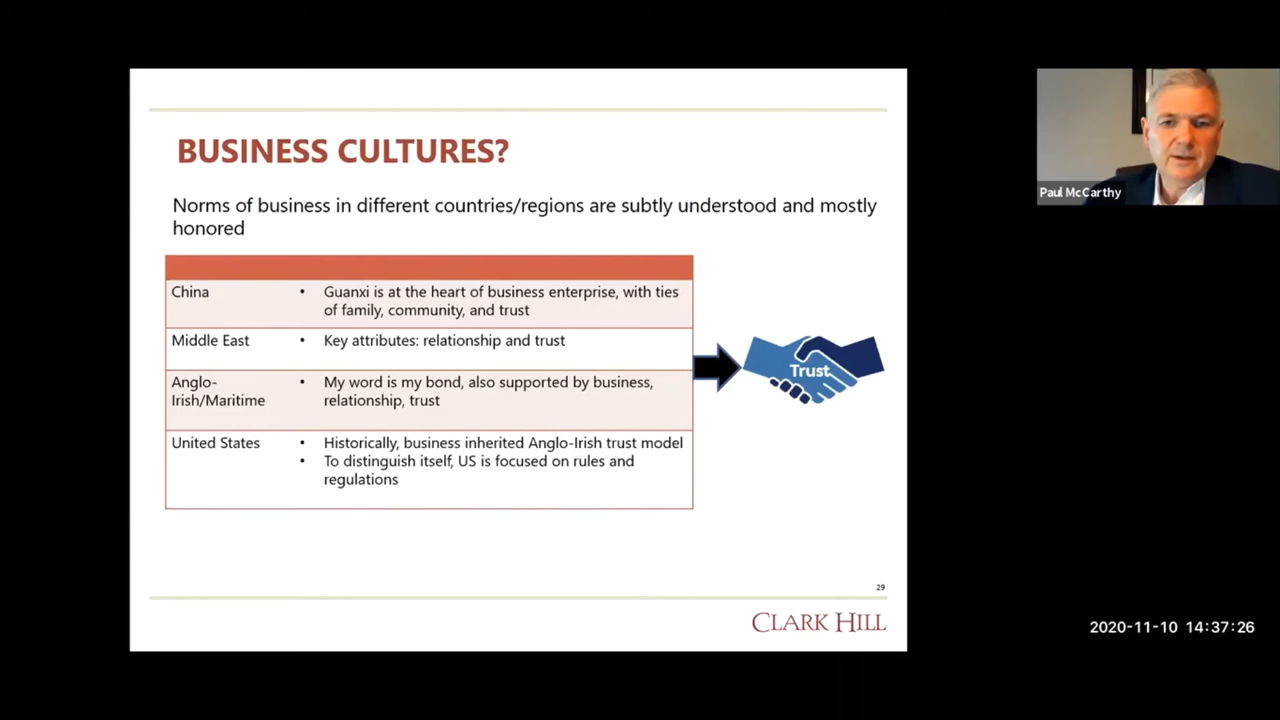 BUSINESS CULTURES?
Norms of business in different countries/regions are subtly understood and mostly
honored
China
• Guanxi is at the heart of business enterprise, with ties
of family, community, and trust
Middle East
• Key attributes: relationship and trust
Anglo-
Irish/Maritime
• My word is my bond, also supported by business,
relationship, trust
United States
• Historically, business inherited Anglo-Irish trust model
• To distinguish itself, US is focused on rules and
regulations
Trust
29
CLARK HILL
Paul McCarthy
2020-11-10 14:37:26